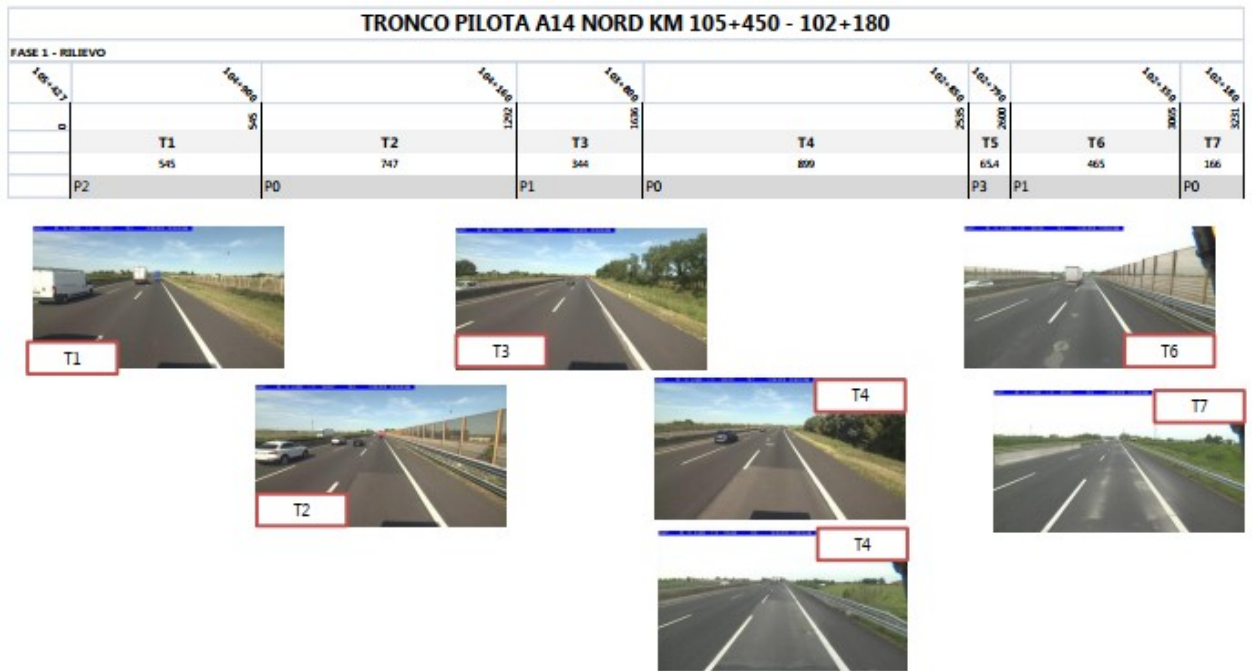 TRONCO PILOTA A14 NORD KM 105+450 - 102+180
FASE 1 - RILIEVO
105+427 104+900 104+160 103+800 102+850 102+790 102+350 102+180
0 545 1292 1636 2535 2600 3065 3231
T1 T2 T3 T4 T5 T6 T7
545 747 344 899 65.4 465 166
P2 P0 P1 P0 P3 P1 P0
T1
T3
T6
T2
T4
T7
T4